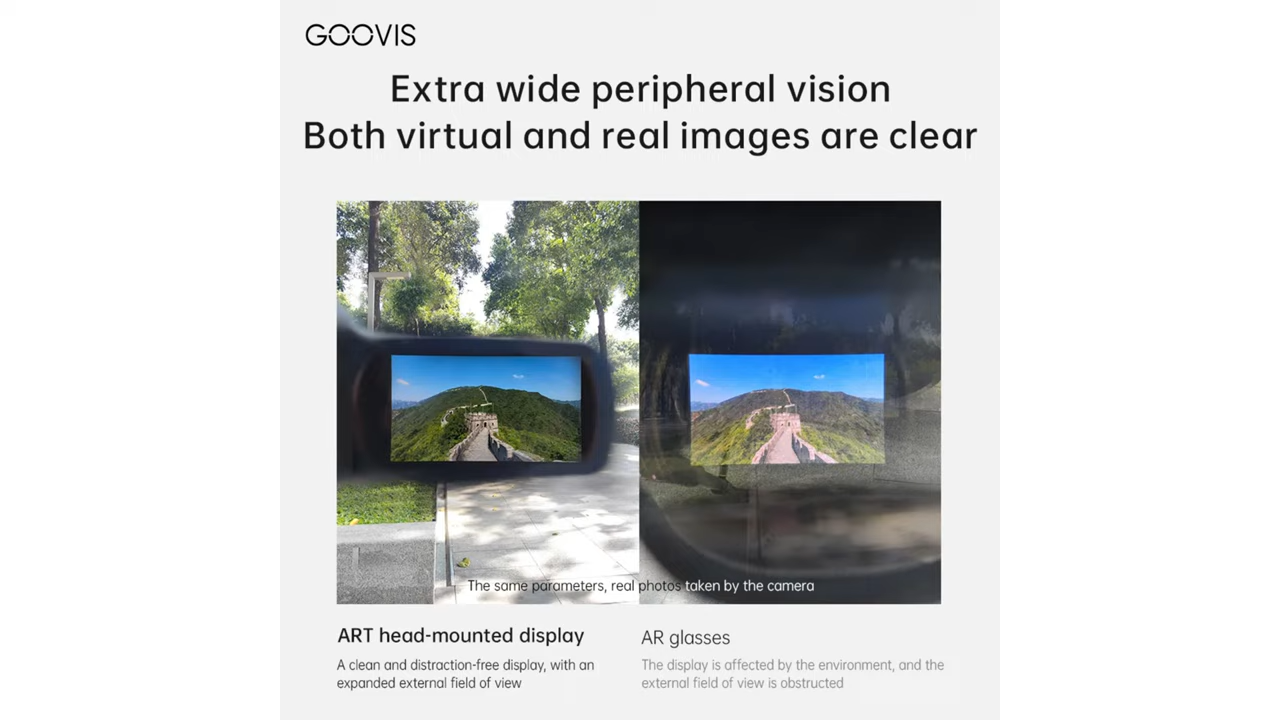 GOOVIS
Extra wide peripheral vision
Both virtual and real images are clear
The same parameters, real photos taken by the camera
ART head-mounted display
A clean and distraction-free display, with an
expanded external field of view
AR glasses
The display is affected by the environment, and the
external field of view is obstructed